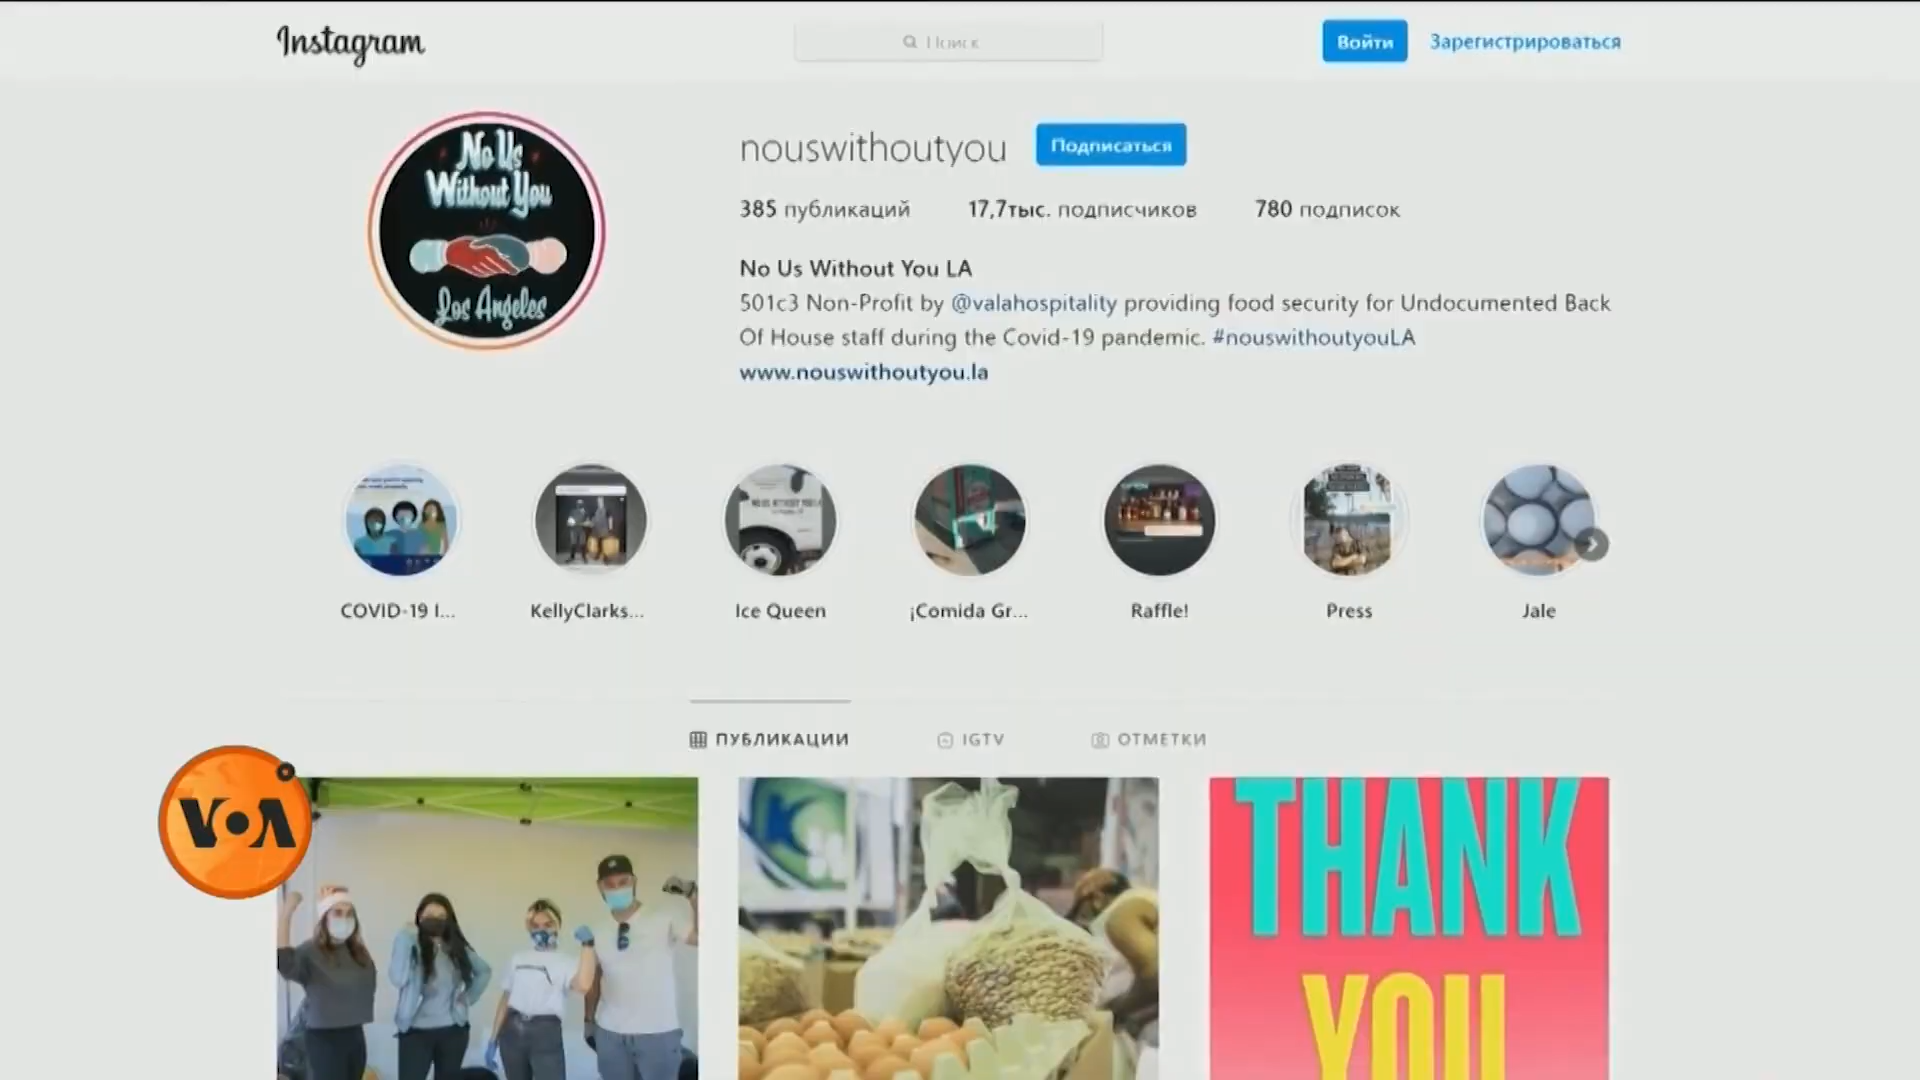 Instagram
Поиск
Войти
Зарегистрироваться
No Us
Without You
Los Angeles
nouswithoutyou
Подписаться
385 публикаций
17,7тыс. подписчиков
780 подписок
No Us Without You LA
501c3 Non-Profit by @valahospitality providing food security for Undocumented Back
Of House staff during the Covid-19 pandemic. #nouswithoutyouLA
www.nouswithoutyou.la
COVID-19 I...
KellyClarks...
Ice Queen
¡Comida Gr...
Raffle!
Press
Jale
ПУБЛИКАЦИИ
IGTV
ОТМЕТКИ
VOA
THANK
YOU